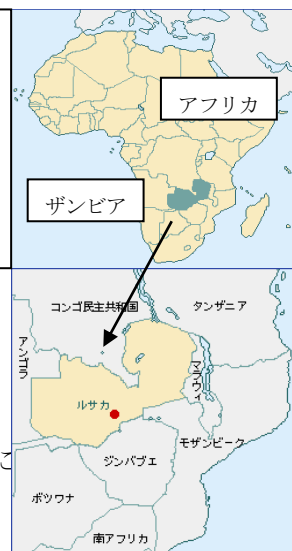 アフリカ
ザンビア
コンゴ民主共和国
タンザニア
アンゴラ
マラウィ
ルサカ
モザンビーク
ジンバブエ
ボツワナ
南アフリカ